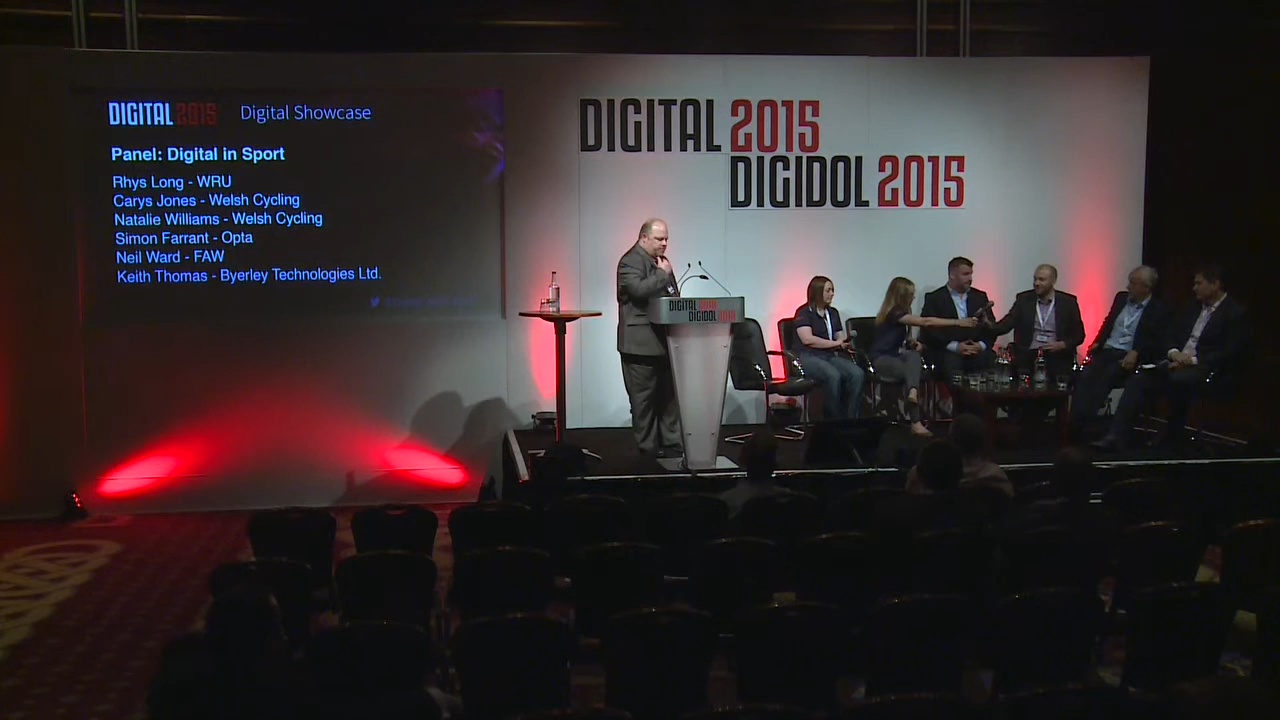 DIGITAL 2015 Digital Showcase
Panel: Digital in Sport
Rhys Long - WRU
Carys Jones - Welsh Cycling
Natalie Williams - Welsh Cycling
Simon Farrant - Opta
Neil Ward - FAW
Keith Thomas - Byerley Technologies Ltd.
DIGITAL 2015
DIGIDOL 2015
DIGITAL 2015
DIGIDOL 2015